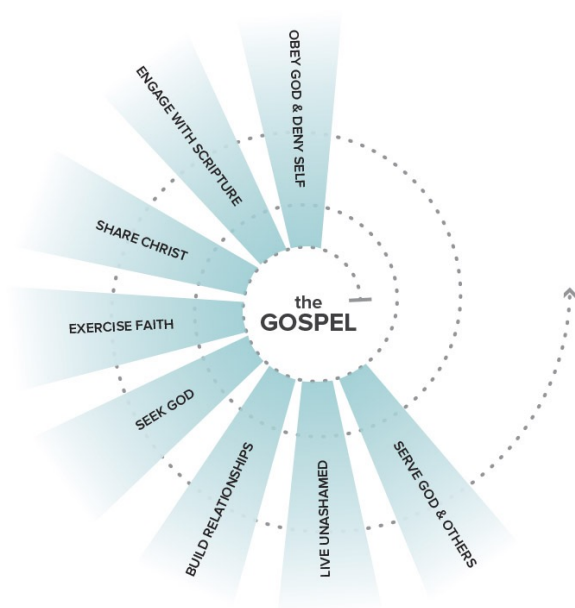 OBEY GOD & DENY SELF
ENGAGE WITH SCRIPTURE
SHARE CHRIST
EXERCISE FAITH
SEEK GOD
BUILD RELATIONSHIPS
LIVE UNASHAMED
SERVE GOD & OTHERS
the
GOSPEL